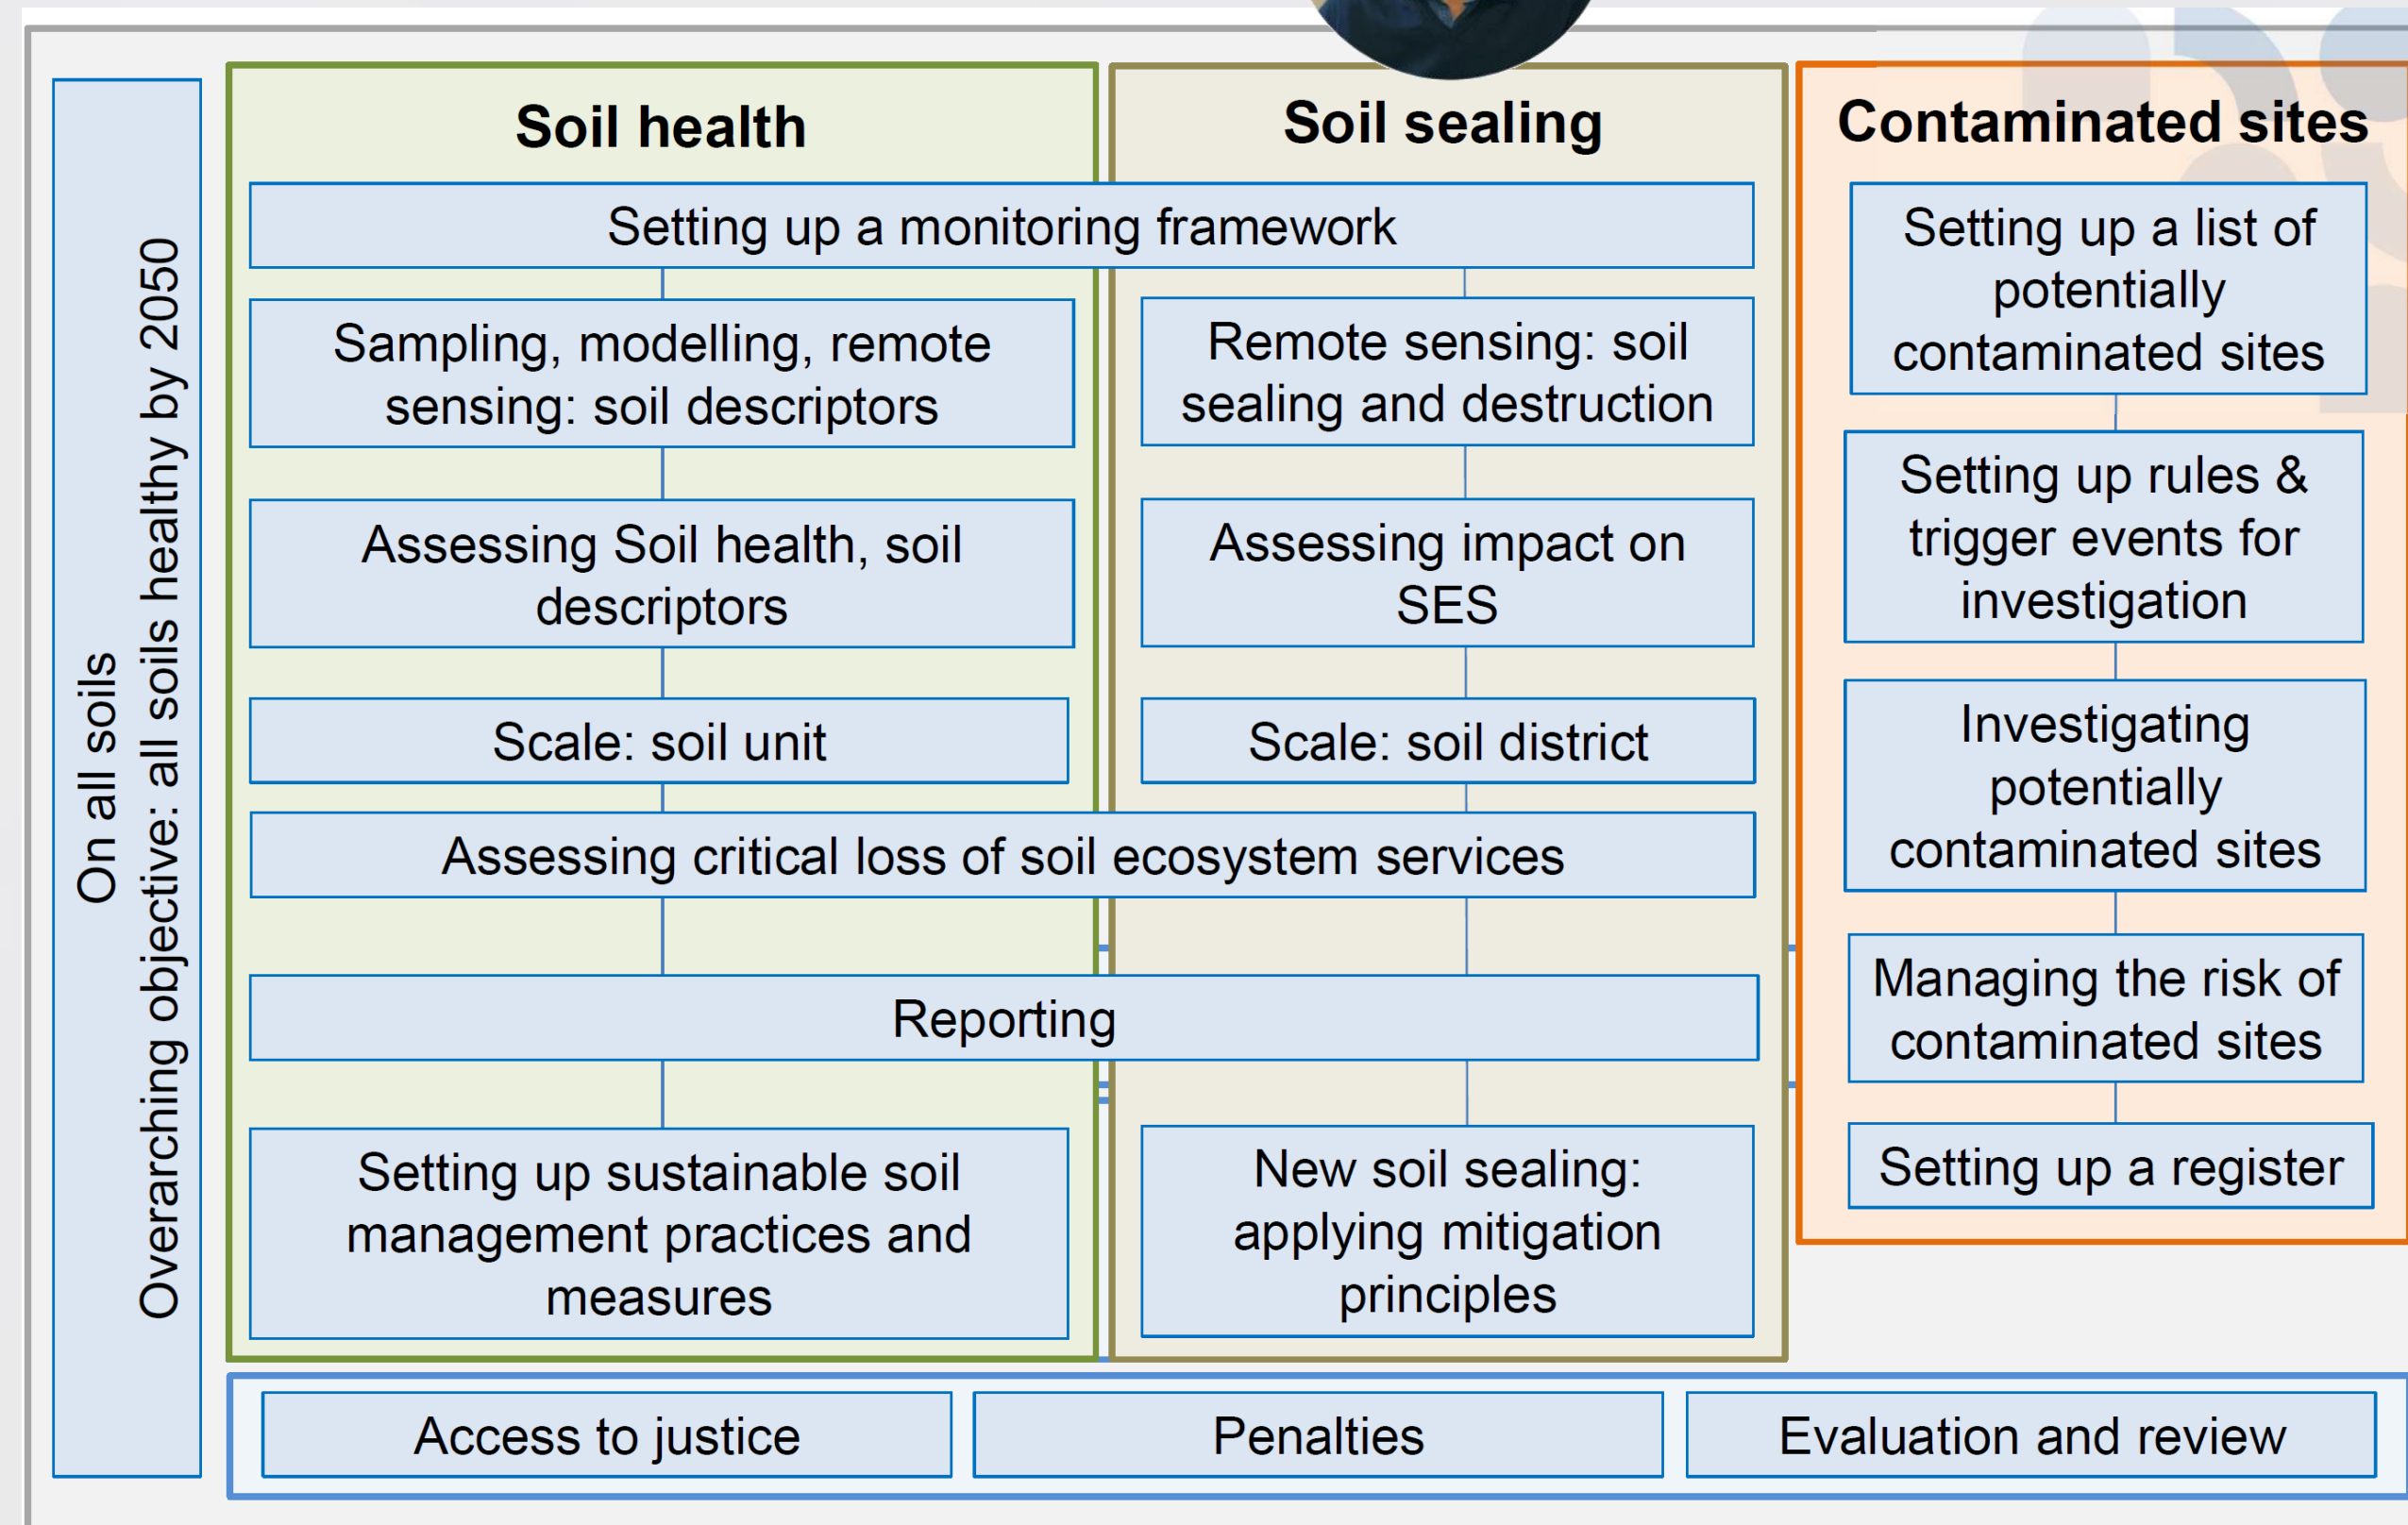 On all soils
Overarching objective: all soils healthy by 2050
Soil health
Soil sealing
Contaminated sites
Setting up a monitoring framework
Sampling, modelling, remote
sensing: soil descriptors
Remote sensing: soil
sealing and destruction
Assessing Soil health, soil
descriptors
Assessing impact on
SES
Scale: soil unit
Scale: soil district
Assessing critical loss of soil ecosystem services
Reporting
Setting up sustainable soil
management practices and
measures
New soil sealing:
applying mitigation
principles
Setting up a list of
potentially
contaminated sites
Setting up rules &
trigger events for
investigation
Investigating
potentially
contaminated sites
Managing the risk of
contaminated sites
Setting up a register
Access to justice
Penalties
Evaluation and review